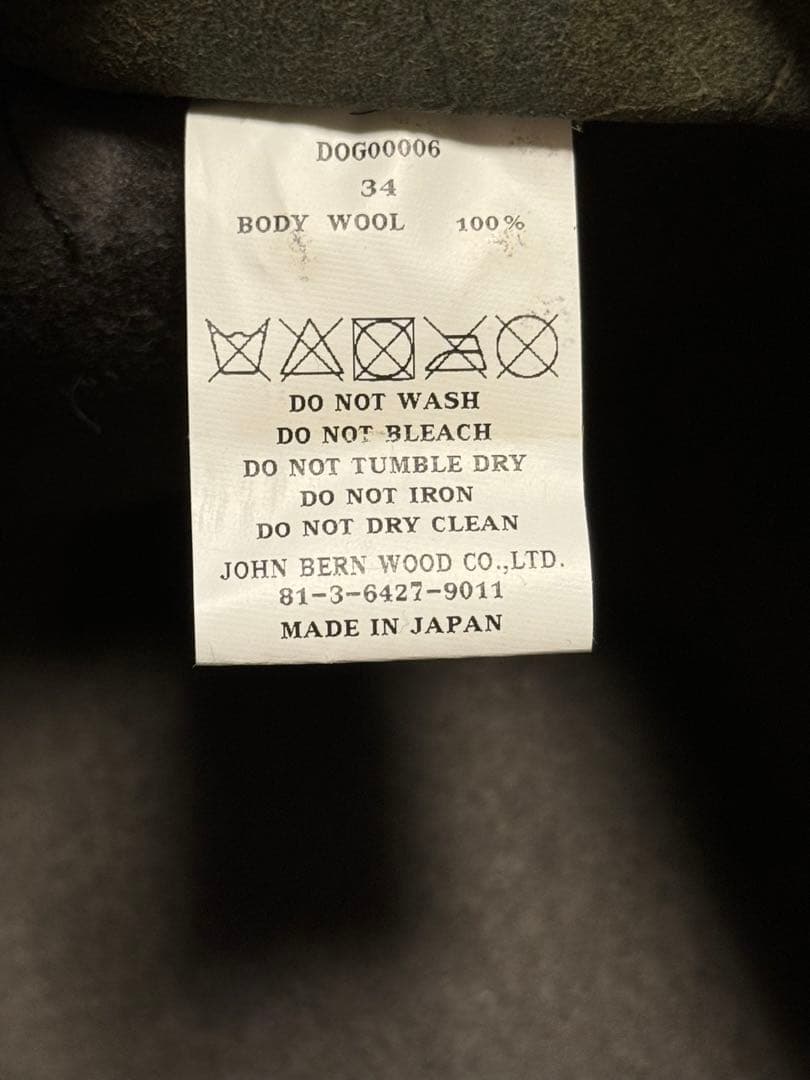 DOG00006
34
BODY WOOL 100%
DO NOT WASH
DO NOT BLEACH
DO NOT TUMBLE DRY
DO NOT IRON
DO NOT DRY CLEAN
JOHN BERN WOOD CO.,LTD.
81-3-6427-9011
MADE IN JAPAN